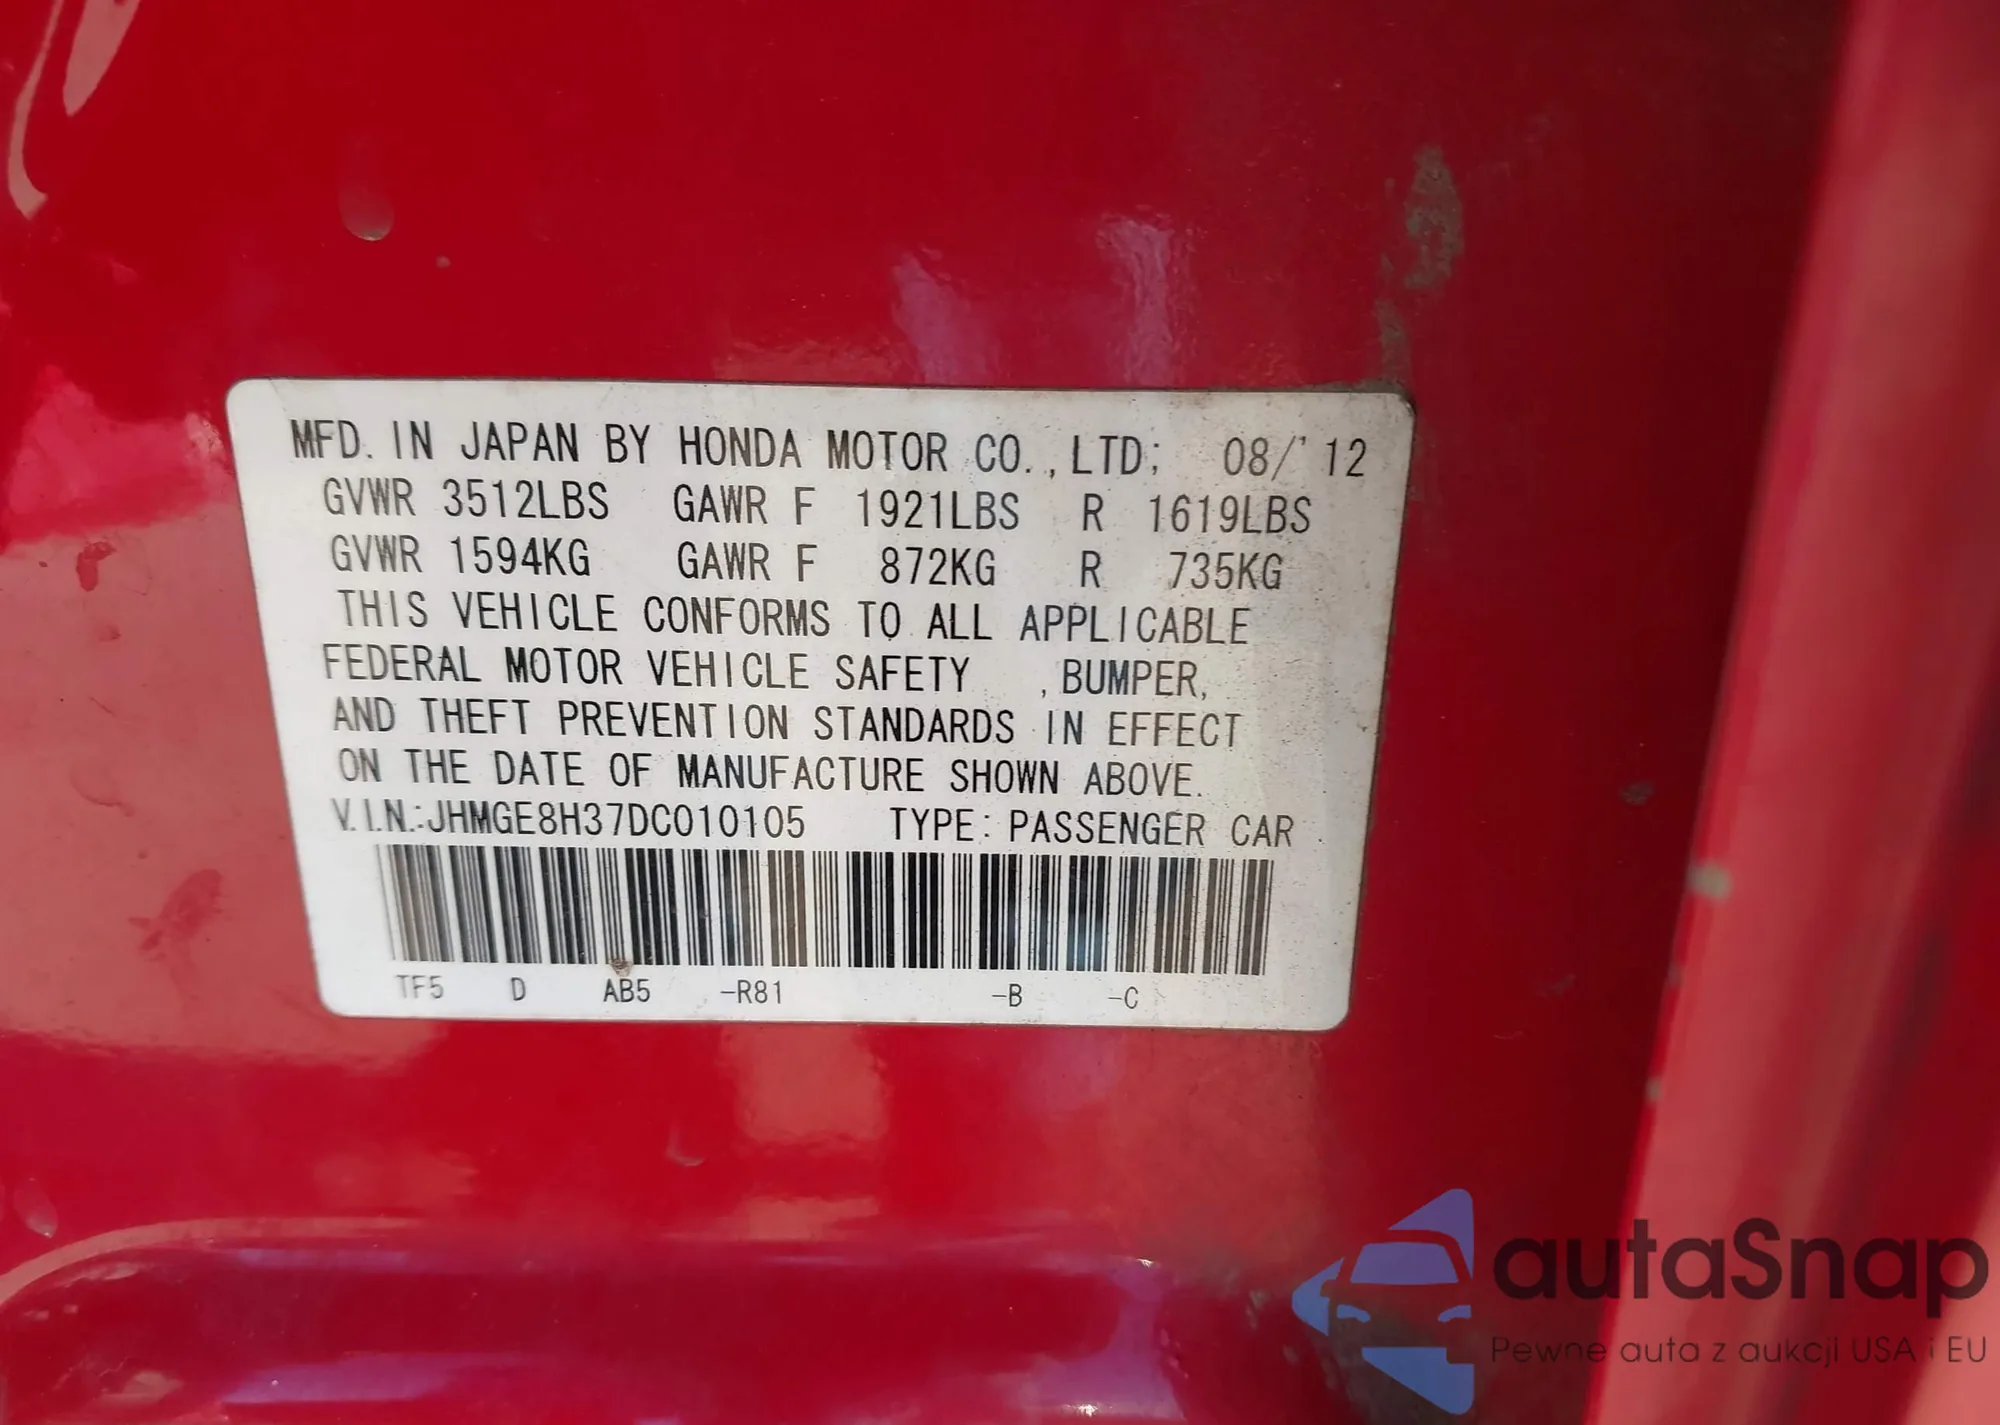 MFD. IN JAPAN BY HONDA MOTOR CO.,LTD; 08/'12
GVWR 3512LBS GAWR F 1921LBS R 1619LBS
GVWR 1594KG GAWR F 872KG R 735KG
THIS VEHICLE CONFORMS TO ALL APPLICABLE
FEDERAL MOTOR VEHICLE SAFETY ,BUMPER,
AND THEFT PREVENTION STANDARDS IN EFFECT
ON THE DATE OF MANUFACTURE SHOWN ABOVE.
V.I.N.:JHMGE8H37DC010105 TYPE: PASSENGER CAR
TF5 D AB5 -R81 -B -C
autaSnap
Pewne auta z aukcji USA i EU